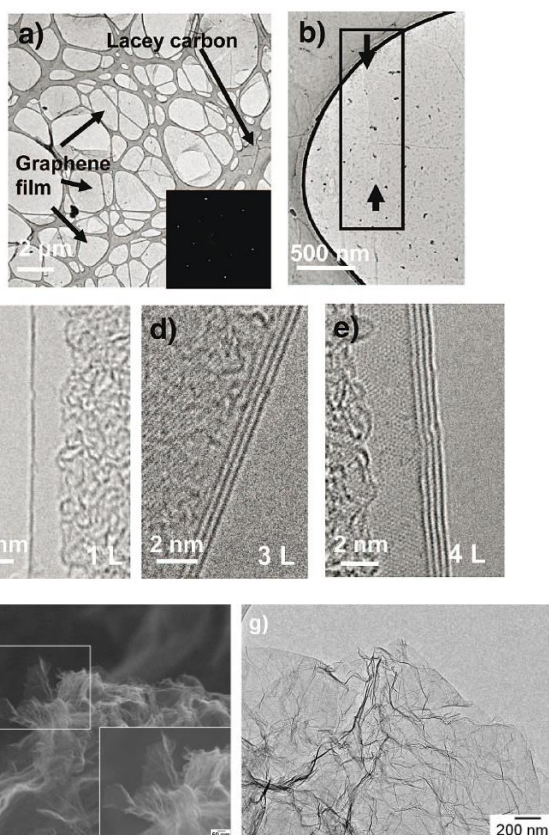 a)
Lacey carbon
Graphene
film
2 μm
b)
500 nm
nm
1 L
d)
2 nm
3 L
e)
2 nm
4 L
g)
200 nm